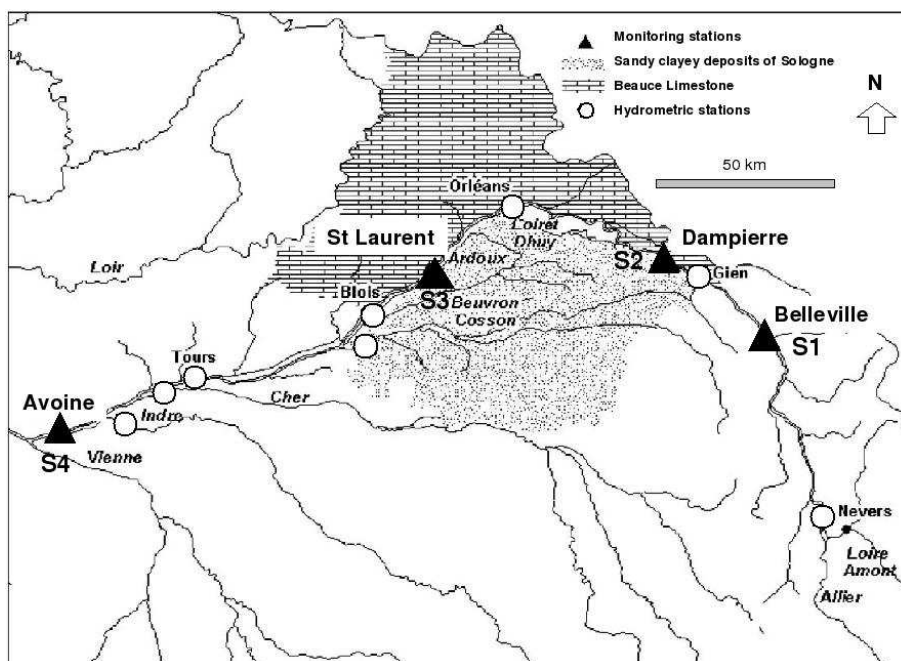 Monitoring stations
Sandy clayey deposits of Sologne
Beauce Limestone
Hydrometric stations
N
50 km
Orléans
Loiret
Dhuy
St Laurent
Ardoux
S2
Dampierre
Gien
Loir
Blois
S3
Beuvron
Cosson
Belleville
S1
Tours
Avoine
Cher
Indre
S4
Vienne
Nevers
Loire
Amont
Allier